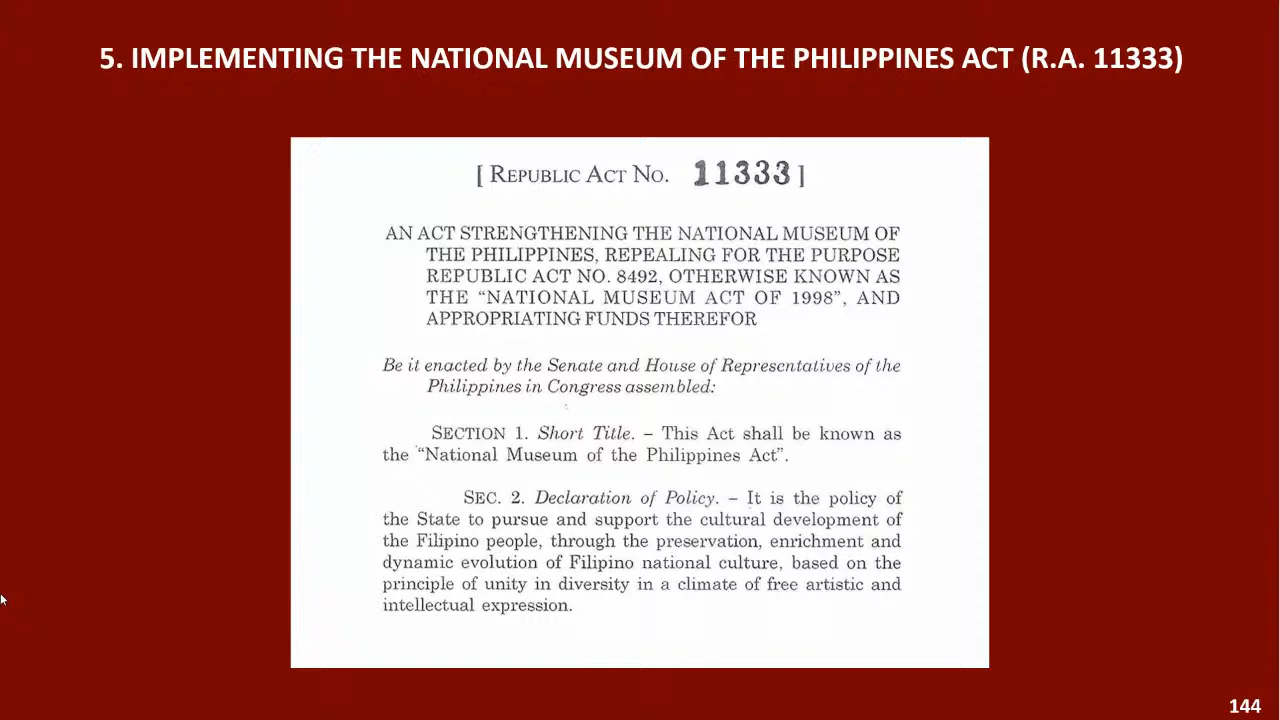 5. IMPLEMENTING THE NATIONAL MUSEUM OF THE PHILIPPINES ACT (R.A. 11333)
[ REPUBLIC ACT NO. 11333 ]
AN ACT STRENGTHENING THE NATIONAL MUSEUM OF
THE PHILIPPINES, REPEALING FOR THE PURPOSE
REPUBLIC ACT NO. 8492, OTHERWISE KNOWN AS
THE “NATIONAL MUSEUM ACT OF 1998”, AND
APPROPRIATING FUNDS THEREFOR
Be it enacted by the Senate and House of Representatives of the
Philippines in Congress assembled:
SECTION 1. Short Title. – This Act shall be known as
the “National Museum of the Philippines Act”.
SEC. 2. Declaration of Policy. – It is the policy of
the State to pursue and support the cultural development of
the Filipino people, through the preservation, enrichment and
dynamic evolution of Filipino national culture, based on the
principle of unity in diversity in a climate of free artistic and
intellectual expression.
144